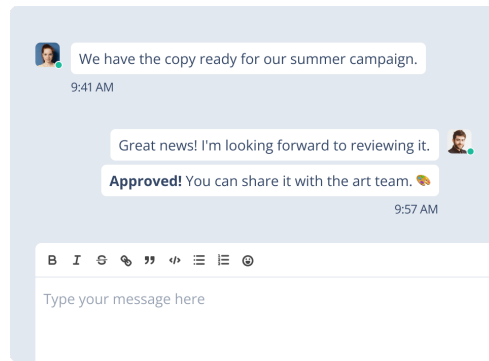 We have the copy ready for our summer campaign.
9:41 AM
Great news! I'm looking forward to reviewing it.
Approved! You can share it with the art team. 🎨
9:57 AM
B I S </>
Type your message here